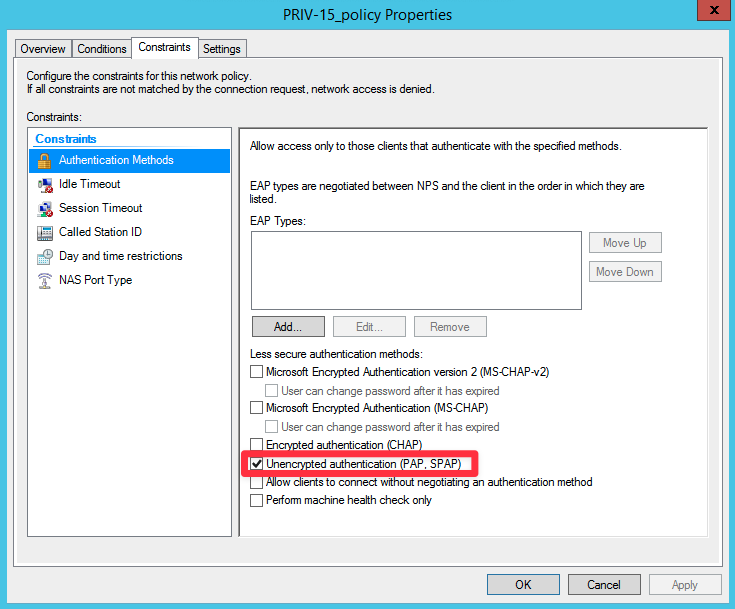 PRIV-15_policy Properties
x
Overview
Conditions
Constraints
Settings
Configure the constraints for this network policy.
If all constraints are not matched by the connection request, network access is denied.
Constraints:
Constraints
Authentication Methods
Idle Timeout
Session Timeout
Called Station ID
Day and time restrictions
NAS Port Type
Allow access only to those clients that authenticate with the specified methods.
EAP types are negotiated between NPS and the client in the order in which they are
listed.
EAP Types:
Move Up
Move Down
Add...
Edit...
Remove
Less secure authentication methods:
Microsoft Encrypted Authentication version 2 (MS-CHAP-v2)
User can change password after it has expired
Microsoft Encrypted Authentication (MS-CHAP)
User can change password after it has expired
Encrypted authentication (CHAP)
Unencrypted authentication (PAP, SPAP)
Allow clients to connect without negotiating an authentication method
Perform machine health check only
OK
Cancel
Apply